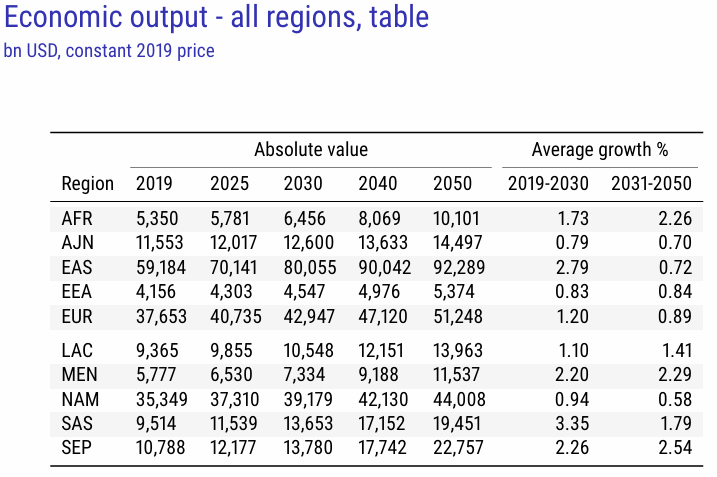 Economic output - all regions, table
bn USD, constant 2019 price
Absolute value Average growth %
Region 2019 2025 2030 2040 2050 2019-2030 2031-2050
AFR 5,350 5,781 6,456 8,069 10,101 1.73 2.26
AJN 11,553 12,017 12,600 13,633 14,497 0.79 0.70
EAS 59,184 70,141 80,055 90,042 92,289 2.79 0.72
EEA 4,156 4,303 4,547 4,976 5,374 0.83 0.84
EUR 37,653 40,735 42,947 47,120 51,248 1.20 0.89
LAC 9,365 9,855 10,548 12,151 13,963 1.10 1.41
MEN 5,777 6,530 7,334 9,188 11,537 2.20 2.29
NAM 35,349 37,310 39,179 42,130 44,008 0.94 0.58
SAS 9,514 11,539 13,653 17,152 19,451 3.35 1.79
SEP 10,788 12,177 13,780 17,742 22,757 2.26 2.54